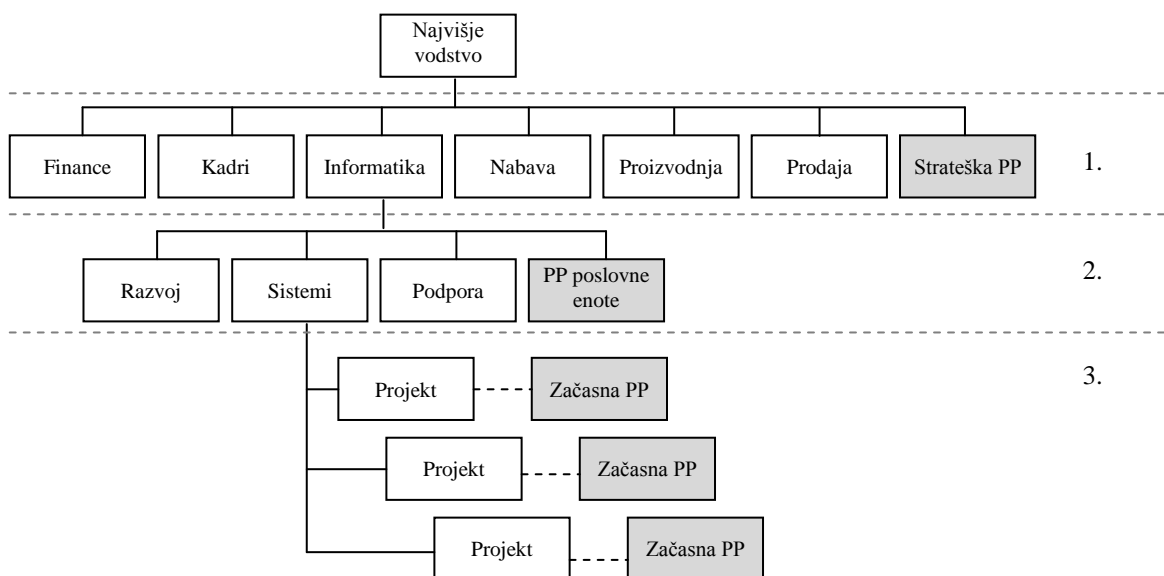 Najvišje
vodstvo
Finance
Kadri
Informatika
Nabava
Proizvodnja
Prodaja
Strateška PP
1.
Razvoj
Sistemi
Podpora
PP poslovne
enote
2.
Projekt
Začasna PP
3.
Projekt
Začasna PP
Projekt
Začasna PP